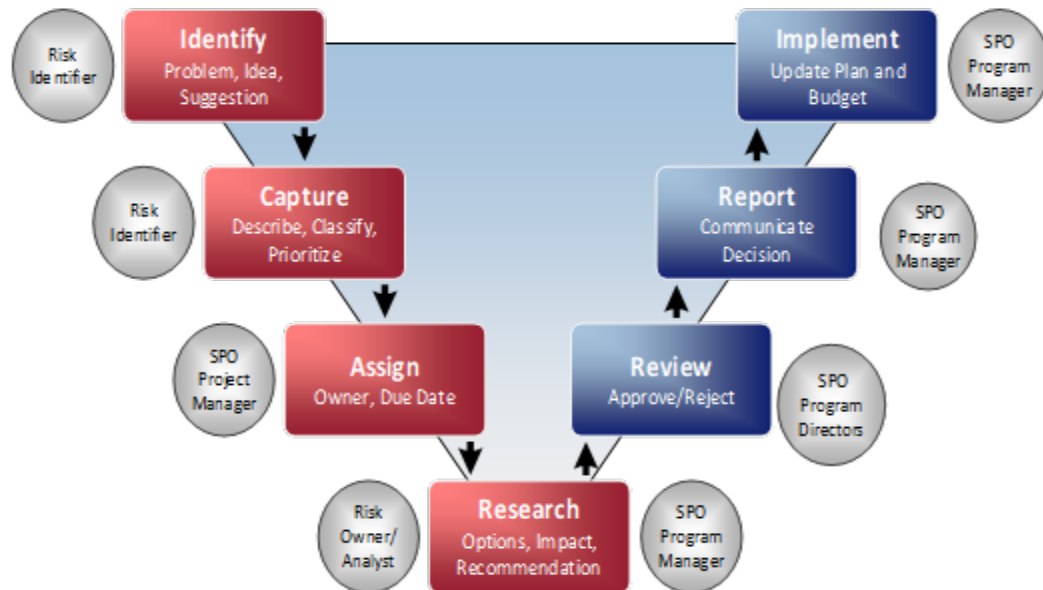 Risk
Identifier
Identify
Problem, Idea,
Suggestion
Implement
Update Plan and
Budget
SPO
Program
Manager
Risk
Identifier
Capture
Describe, Classify,
Prioritize
Report
Communicate
Decision
SPO
Program
Manager
SPO
Project
Manager
Assign
Owner, Due Date
Review
Approve/Reject
SPO
Program
Directors
Risk
Owner/
Analyst
Research
Options, Impact,
Recommendation
SPO
Program
Manager